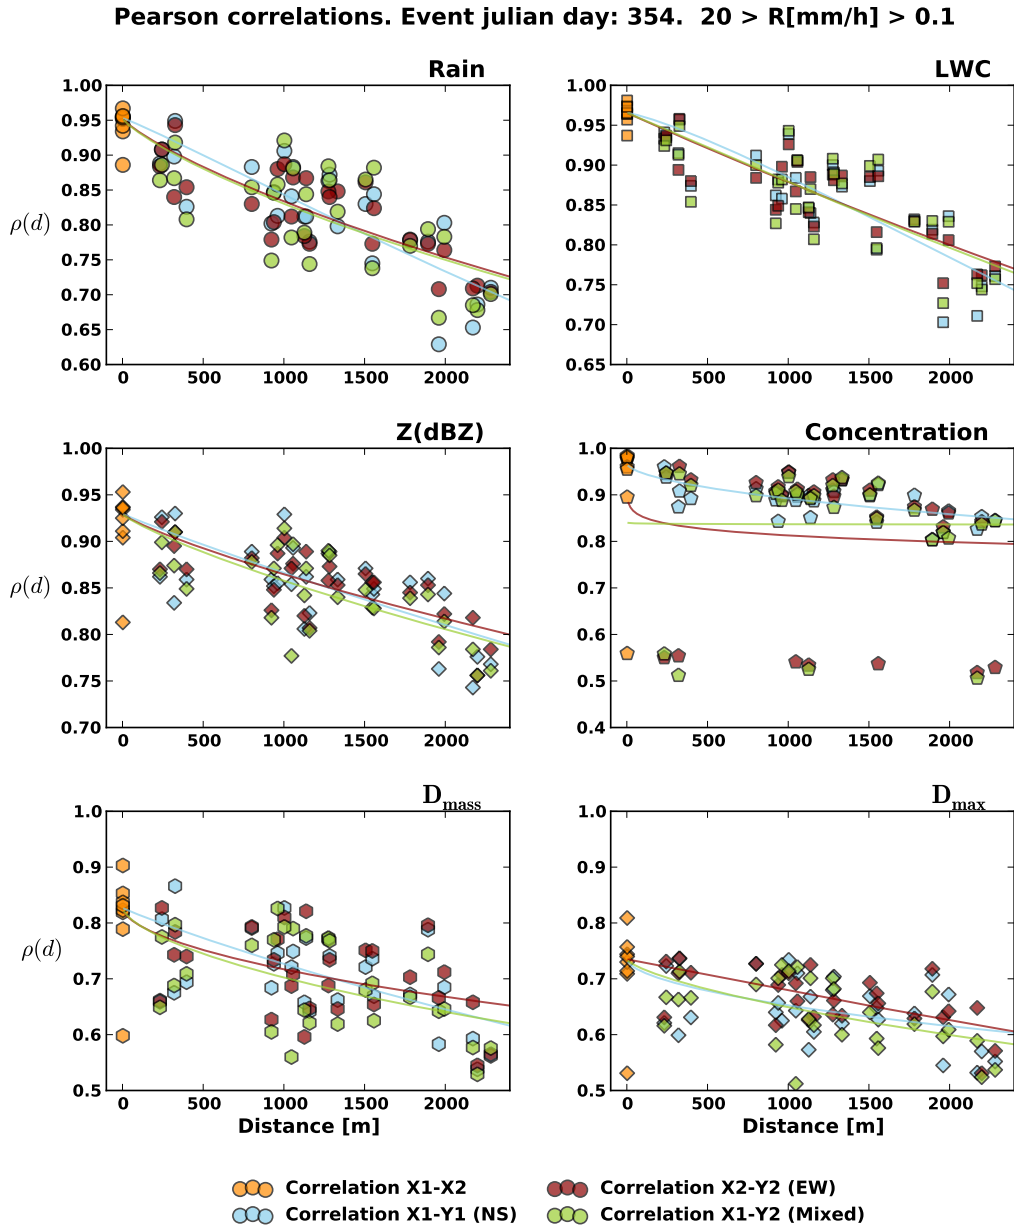 Pearson correlations. Event julian day: 354.  20 > R[mm/h] > 0.1
Rain
1.00
0.95
0.90
0.85
0.80
0.75
0.70
0.65
0.60
ρ(d)
0 500 1000 1500 2000
LWC
1.00
0.95
0.90
0.85
0.80
0.75
0.70
0.65
0 500 1000 1500 2000
Z(dBZ)
1.00
0.95
0.90
0.85
0.80
0.75
0.70
ρ(d)
0 500 1000 1500 2000
Concentration
1.0
0.9
0.8
0.7
0.6
0.5
0.4
0 500 1000 1500 2000
D_mass
1.0
0.9
0.8
0.7
0.6
0.5
ρ(d)
0 500 1000 1500 2000
Distance [m]
D_max
1.0
0.9
0.8
0.7
0.6
0.5
0 500 1000 1500 2000
Distance [m]
Correlation X1-X2
Correlation X1-Y1 (NS)
Correlation X2-Y2 (EW)
Correlation X1-Y2 (Mixed)